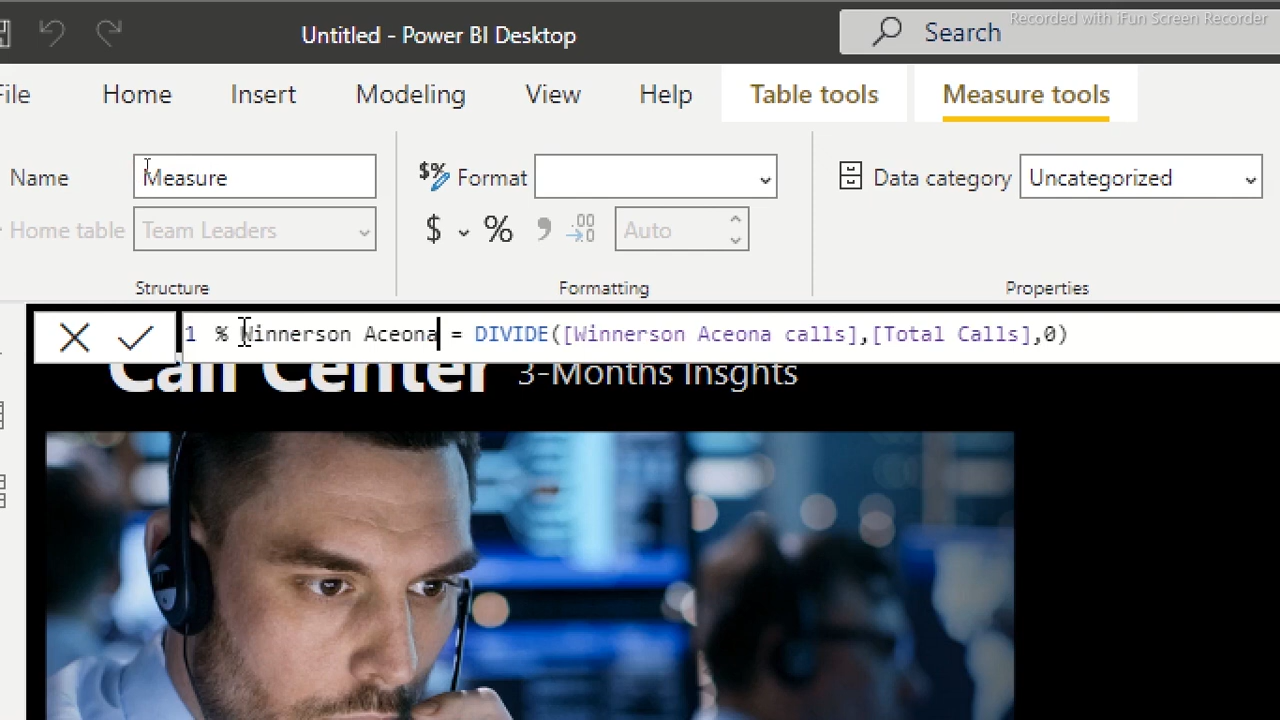 Recorded with iFun Screen Recorder
Untitled - Power BI Desktop
Search
File Home Insert Modeling View Help Table tools Measure tools
Name Measure
$% Format
Data category Uncategorized
Home table Team Leaders
$ % , .00 Auto
Structure
Formatting
Properties
1 % Winnerson Aceona = DIVIDE([Winnerson Aceona calls],[Total Calls],0)
Call Center 3-Months Insghts